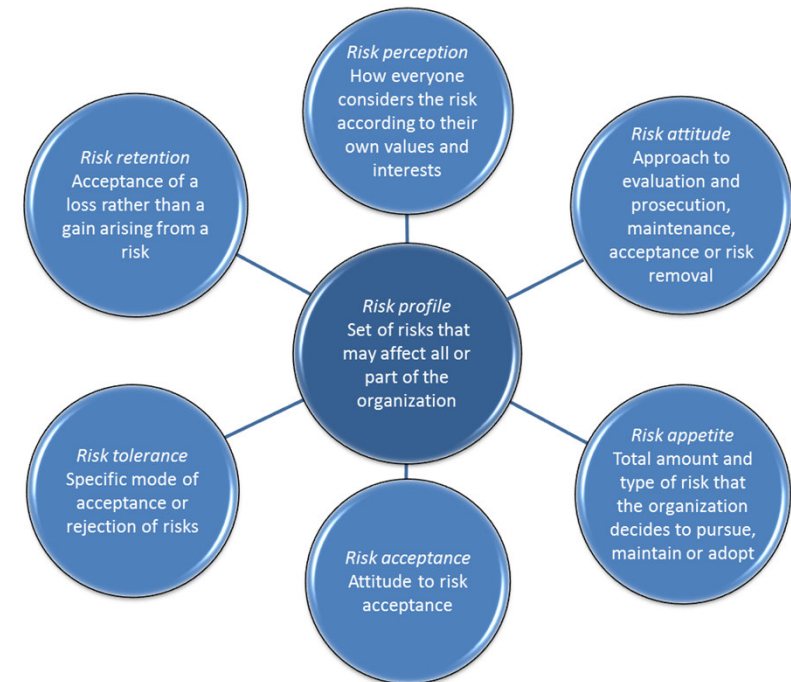 Risk perception
How everyone
considers the risk
according to their
own values and
interests
Risk attitude
Approach to
evaluation and
prosecution,
maintenance,
acceptance or risk
removal
Risk appetite
Total amount and
type of risk that
the organization
decides to pursue,
maintain or adopt
Risk acceptance
Attitude to risk
acceptance
Risk tolerance
Specific mode of
acceptance or
rejection of risks
Risk retention
Acceptance of a
loss rather than a
gain arising from a
risk
Risk profile
Set of risks that
may affect all or
part of the
organization